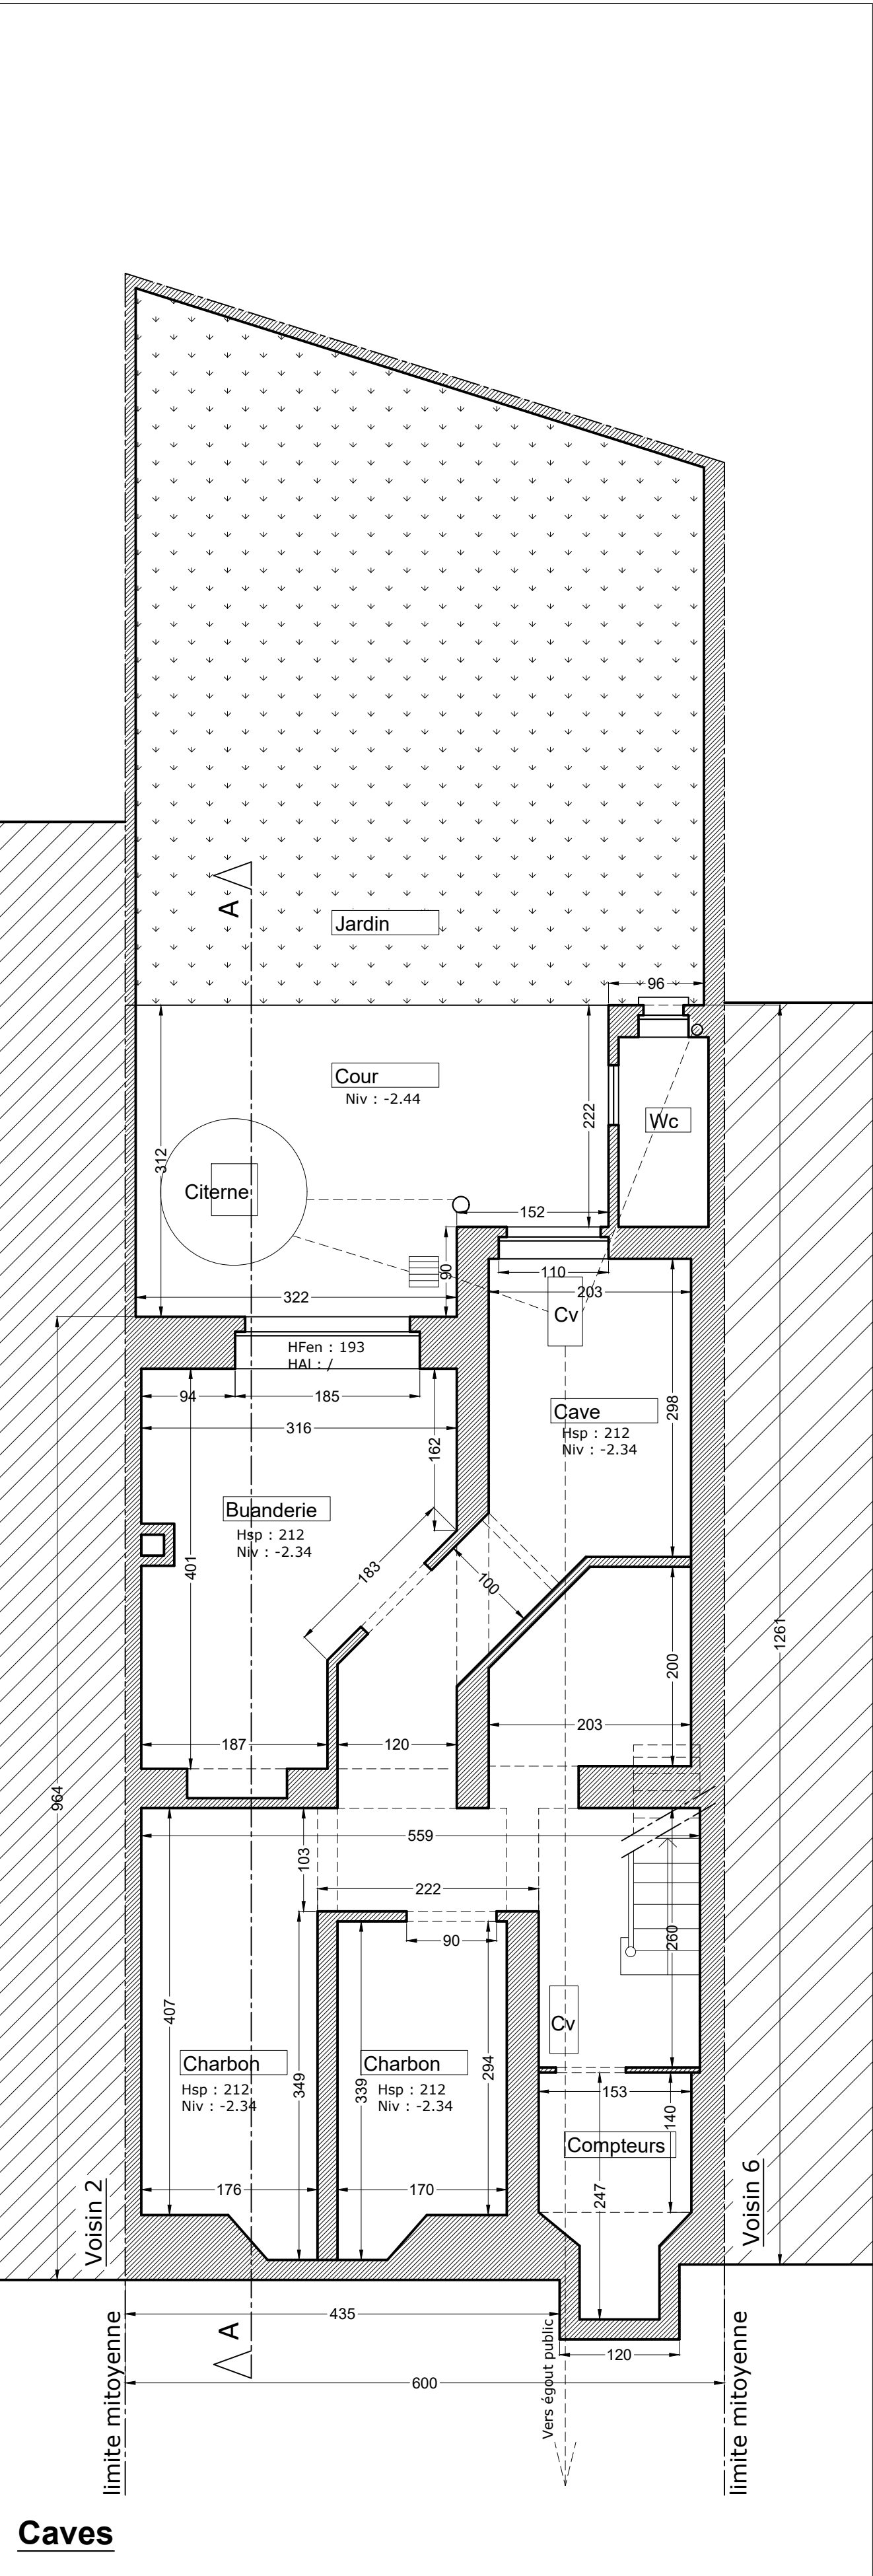 A
Jardin
96
Cour
Niv : -2.44
312
222
Wc
Citerne
152
90
110
322
203
Cv
HFen : 193
HAl : /
94
185
316
162
Cave
Hsp : 212
Niv : -2.34
298
Buanderie
Hsp : 212
Niv : -2.34
401
183
100
1261
200
187
120
203
964
559
103
222
90
260
407
349
339
294
Cv
Charbon
Hsp : 212
Niv : -2.34
Charbon
Hsp : 212
Niv : -2.34
153
140
Compteurs
247
176
170
Voisin 2
Voisin 6
435
A
120
600
Vers égout public
limite mitoyenne
limite mitoyenne
Caves